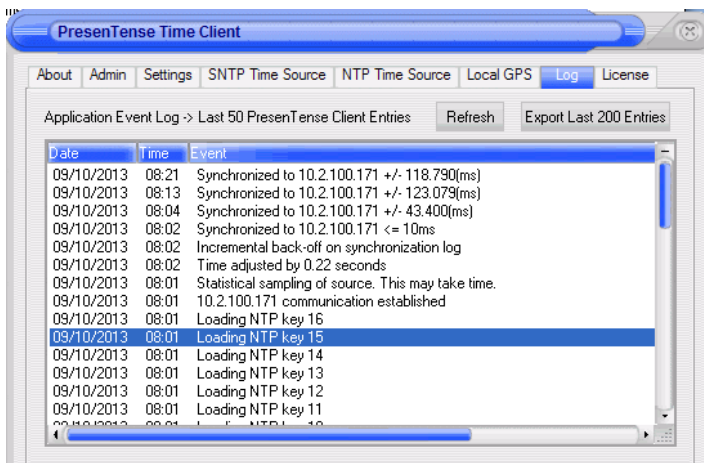 PresenTense Time Client
About Admin Settings SNTP Time Source NTP Time Source Local GPS Log License
Application Event Log -> Last 50 PresenTense Client Entries Refresh Export Last 200 Entries
Date Time Event
09/10/2013 08:21 Synchronized to 10.2.100.171 +/- 118.790(ms)
09/10/2013 08:13 Synchronized to 10.2.100.171 +/- 123.079(ms)
09/10/2013 08:04 Synchronized to 10.2.100.171 +/- 43.400(ms)
09/10/2013 08:02 Synchronized to 10.2.100.171 <= 10ms
09/10/2013 08:02 Incremental back-off on synchronization log
09/10/2013 08:02 Time adjusted by 0.22 seconds
09/10/2013 08:01 Statistical sampling of source. This may take time.
09/10/2013 08:01 10.2.100.171 communication established
09/10/2013 08:01 Loading NTP key 16
09/10/2013 08:01 Loading NTP key 15
09/10/2013 08:01 Loading NTP key 14
09/10/2013 08:01 Loading NTP key 13
09/10/2013 08:01 Loading NTP key 12
09/10/2013 08:01 Loading NTP key 11